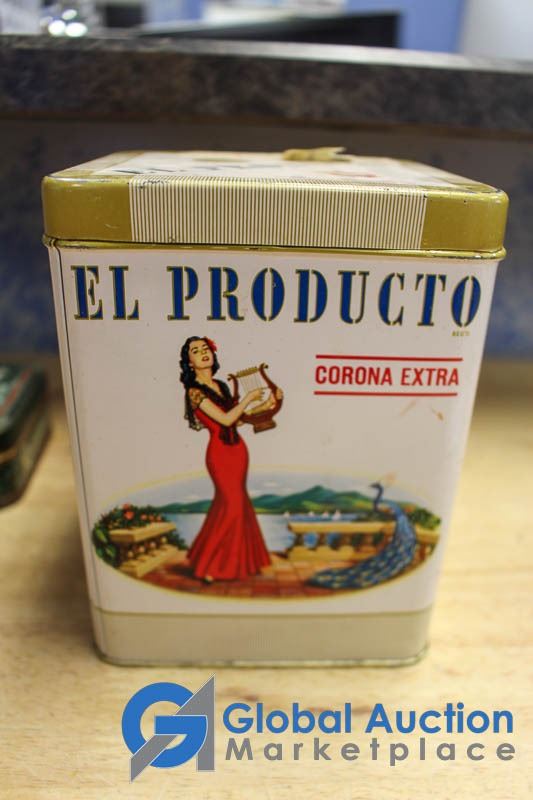 EL PRODUCTO
CORONA EXTRA
Global Auction
Marketplace